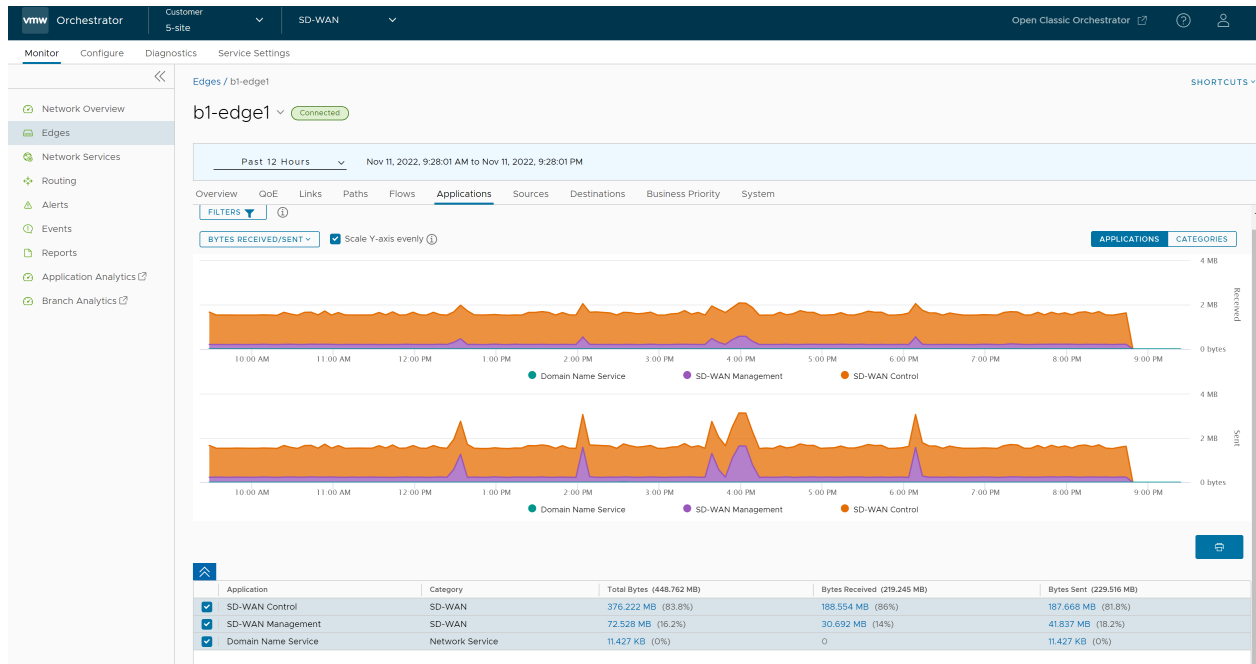 vmw Orchestrator
Customer
5-site
SD-WAN
Open Classic Orchestrator
Monitor Configure Diagnostics Service Settings
Network Overview
Edges
Network Services
Routing
Alerts
Events
Reports
Application Analytics
Branch Analytics
Edges / b1-edge1
SHORTCUTS
b1-edge1 Connected
Past 12 Hours Nov 11, 2022, 9:28:01 AM to Nov 11, 2022, 9:28:01 PM
Overview QoE Links Paths Flows Applications Sources Destinations Business Priority System
FILTERS
BYTES RECEIVED/SENT Scale Y-axis evenly APPLICATIONS CATEGORIES
4 MB
2 MB
0 bytes
Received
10:00 AM 11:00 AM 12:00 PM 1:00 PM 2:00 PM 3:00 PM 4:00 PM 5:00 PM 6:00 PM 7:00 PM 8:00 PM 9:00 PM
Domain Name Service SD-WAN Management SD-WAN Control
4 MB
2 MB
0 bytes
Sent
10:00 AM 11:00 AM 12:00 PM 1:00 PM 2:00 PM 3:00 PM 4:00 PM 5:00 PM 6:00 PM 7:00 PM 8:00 PM 9:00 PM
Domain Name Service SD-WAN Management SD-WAN Control
Application Category Total Bytes (448.762 MB) Bytes Received (219.245 MB) Bytes Sent (229.516 MB)
SD-WAN Control SD-WAN 376.222 MB (83.8%) 188.554 MB (86%) 187.668 MB (81.8%)
SD-WAN Management SD-WAN 72.528 MB (16.2%) 30.692 MB (14%) 41.837 MB (18.2%)
Domain Name Service Network Service 11.427 KB (0%) 0 11.427 KB (0%)